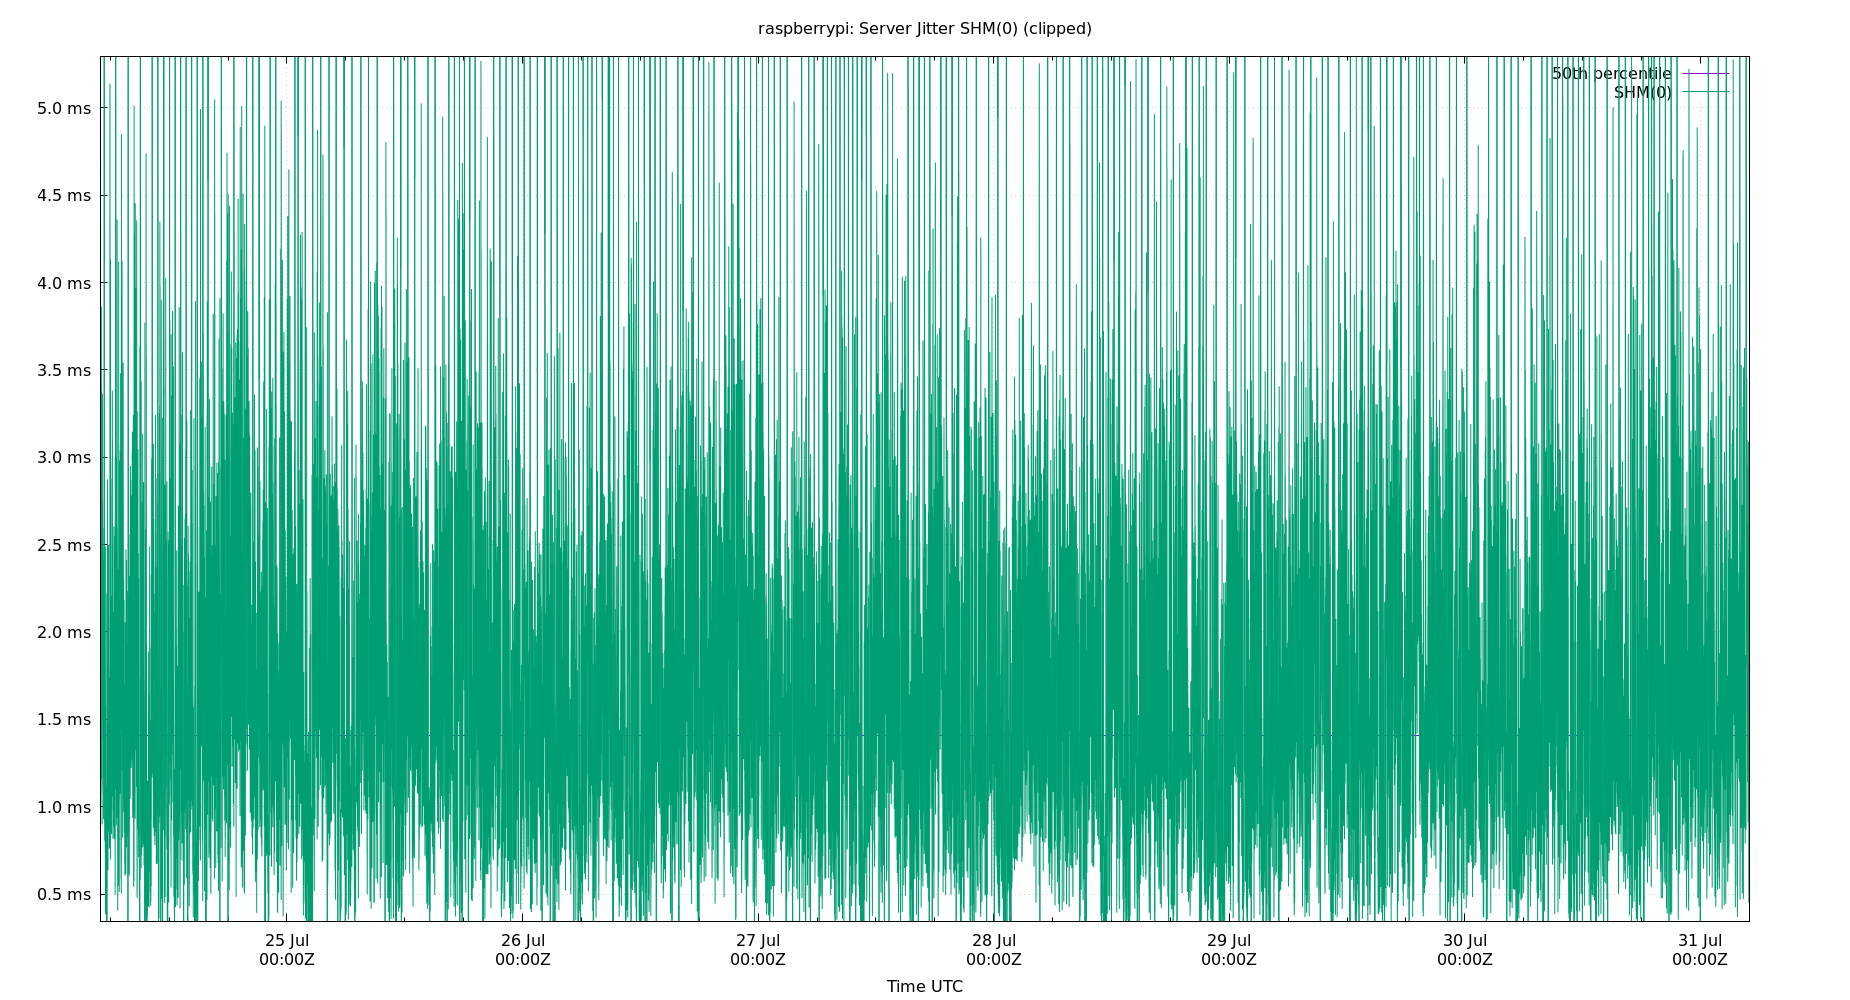 raspberrypi: Server Jitter SHM(0) (clipped)
50th percentile
SHM(0)
5.0 ms
4.5 ms
4.0 ms
3.5 ms
3.0 ms
2.5 ms
2.0 ms
1.5 ms
1.0 ms
0.5 ms
25 Jul 26 Jul 27 Jul 28 Jul 29 Jul 30 Jul 31 Jul
00:00Z 00:00Z 00:00Z 00:00Z 00:00Z 00:00Z 00:00Z
Time UTC